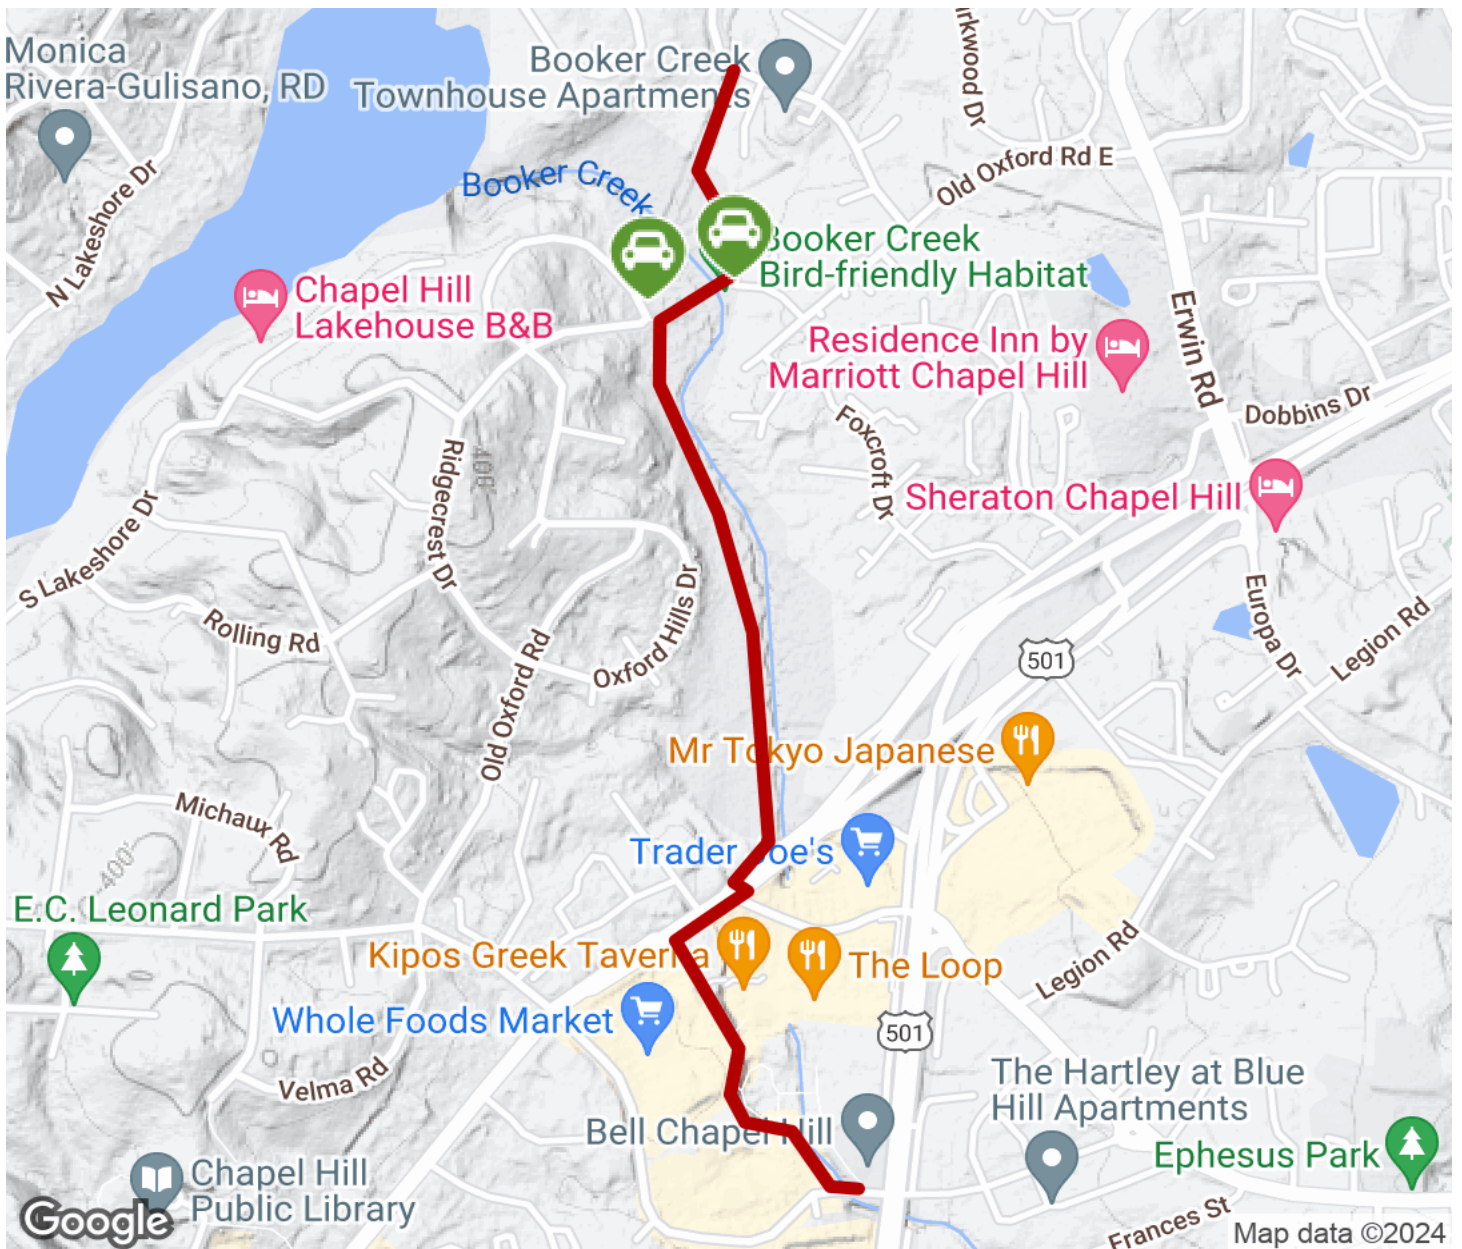 Monica
Rivera-Gulisano, RD
Booker Creek
Townhouse Apartments
Booker Creek
N Lakeshore Dr
Old Oxford Rd E
Booker Creek
Bird-friendly Habitat
Chapel Hill
Lakehouse B&B
Residence Inn by
Marriott Chapel Hill
Erwin Rd
Dobbins Dr
Foxcroft Dr
Ridgecrest Dr
400'
Sheraton Chapel Hill
S Lakeshore Dr
Rolling Rd
Oxford Hills Dr
Old Oxford Rd
Europa Dr
Legion Rd
501
Mr Tokyo Japanese
Michaux Rd
400'
Trader Joe's
E.C. Leonard Park
Kipos Greek Taverna
The Loop
Legion Rd
Whole Foods Market
501
Velma Rd
The Hartley at Blue
Hill Apartments
Bell Chapel Hill
Ephesus Park
Chapel Hill
Public Library
Frances St
Google
Map data ©2024